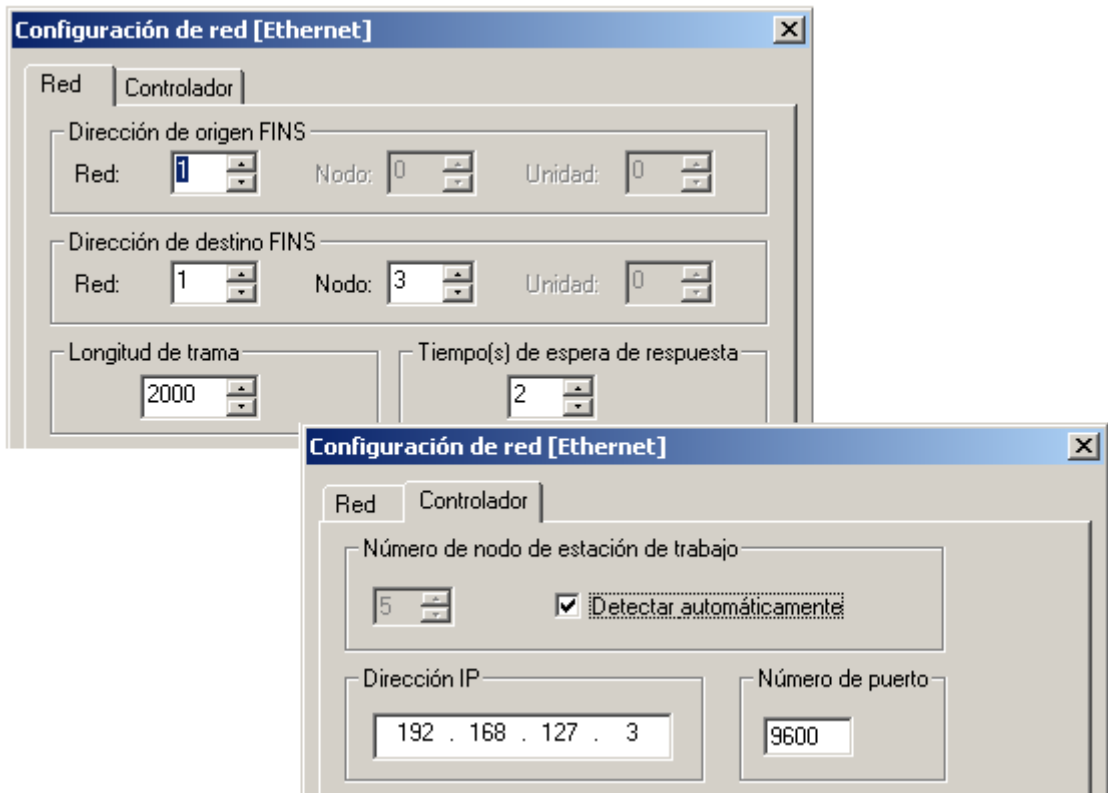 Configuración de red [Ethernet]
Red Controlador
Dirección de origen FINS
Red: 1 Nodo: 0 Unidad: 0
Dirección de destino FINS
Red: 1 Nodo: 3 Unidad: 0
Longitud de trama Tiempo(s) de espera de respuesta
2000 2
Configuración de red [Ethernet]
Red Controlador
Número de nodo de estación de trabajo
5 Detectar automáticamente
Dirección IP Número de puerto
192 . 168 . 127 . 3 9600